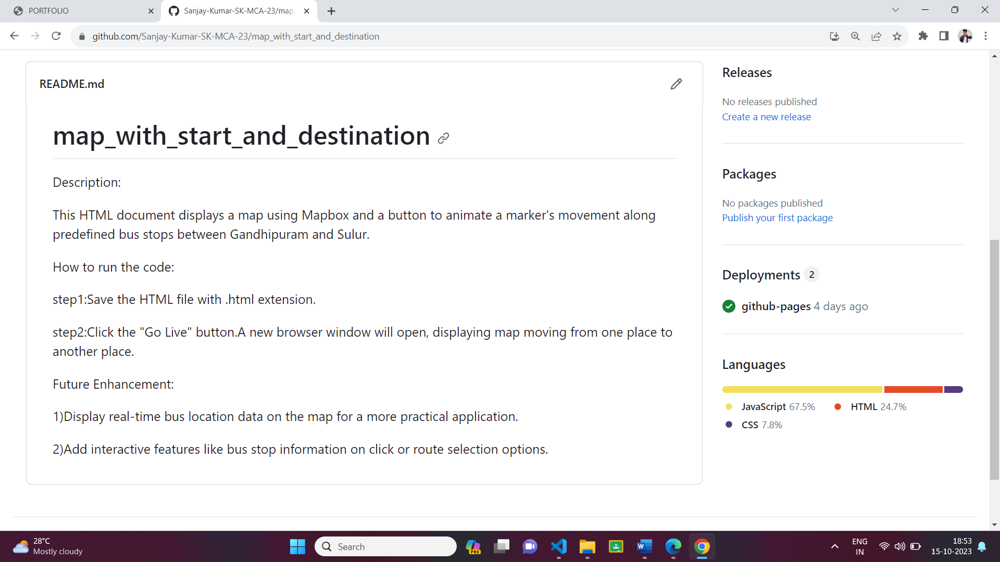 PORTFOLIO
Sanjay-Kumar-SK-MCA-23/map_
github.com/Sanjay-Kumar-SK-MCA-23/map_with_start_and_destination
README.md
map_with_start_and_destination
Description:
This HTML document displays a map using Mapbox and a button to animate a marker's movement along
predefined bus stops between Gandhipuram and Sulur.
How to run the code:
step1:Save the HTML file with .html extension.
step2:Click the "Go Live" button.A new browser window will open, displaying map moving from one place to
another place.
Future Enhancement:
1)Display real-time bus location data on the map for a more practical application.
2)Add interactive features like bus stop information on click or route selection options.
Releases
No releases published
Create a new release
Packages
No packages published
Publish your first package
Deployments 2
github-pages 4 days ago
Languages
JavaScript 67.5% HTML 24.7%
CSS 7.8%
28°C
Mostly cloudy
Search
PRE
W
ENG
IN
18:53
15-10-2023